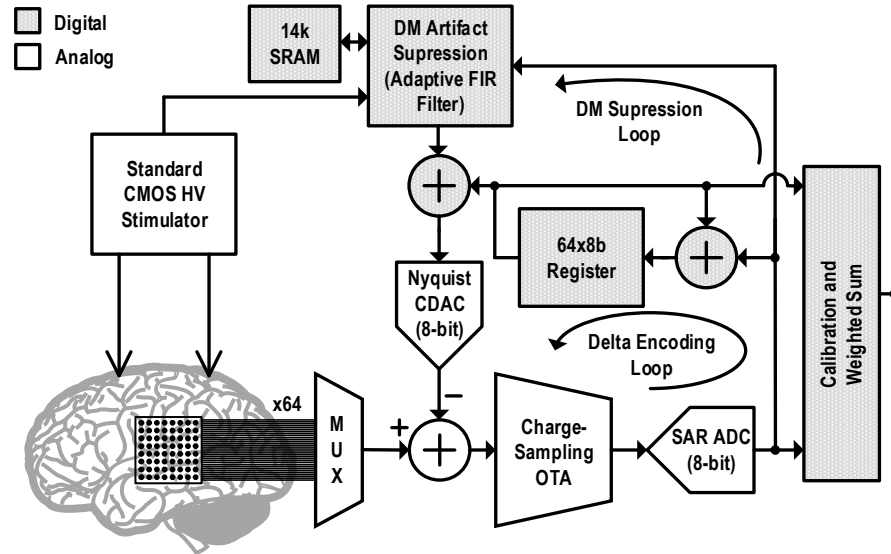 Digital
Analog
14k
SRAM
DM Artifact
Supression
(Adaptive FIR
Filter)
DM Supression
Loop
Standard
CMOS HV
Stimulator
64x8b
Register
Nyquist
CDAC
(8-bit)
Delta Encoding
Loop
Calibration and
Weighted Sum
x64
M
U
X
+
−
Charge-
Sampling
OTA
SAR ADC
(8-bit)